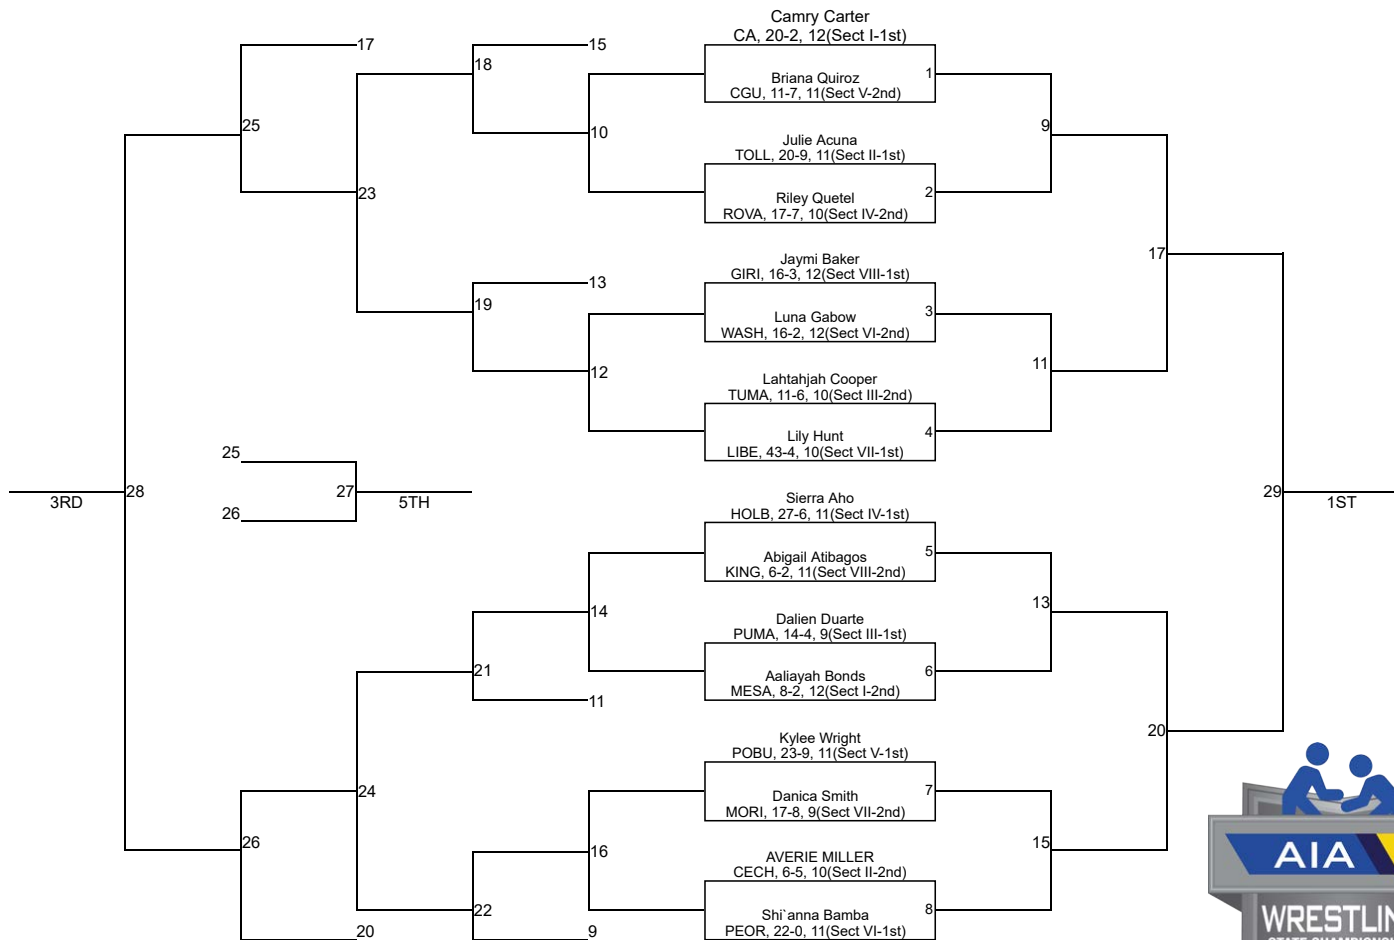 Camry Carter
CA, 20-2, 12(Sect I-1st)
17
15
18
1
Briana Quiroz
CGU, 11-7, 11(Sect V-2nd)
25
10
9
Julie Acuna
TOLL, 20-9, 11(Sect II-1st)
23
Riley Quetel
2
ROVA, 17-7, 10(Sect IV-2nd)
17
Jaymi Baker
GIRI, 16-3, 12(Sect VIII-1st)
13
19
3
Luna Gabow
WASH, 16-2, 12(Sect VI-2nd)
11
12
Lahtahjah Cooper
TUMA, 11-6, 10(Sect III-2nd)
Lily Hunt
4
LIBE, 43-4, 10(Sect VII-1st)
25
28
27
29
3RD
5TH
1ST
26
Sierra Aho
HOLB, 27-6, 11(Sect IV-1st)
5
Abigail Atibagos
KING, 6-2, 11(Sect VIII-2nd)
13
14
Dalien Duarte
PUMA, 14-4, 9(Sect III-1st)
21
6
Aaliayah Bonds
MESA, 8-2, 12(Sect I-2nd)
11
20
Kylee Wright
POBU, 23-9, 11(Sect V-1st)
24
7
Danica Smith
MORI, 17-8, 9(Sect VII-2nd)
26
16
15
AVERIE MILLER
CECH, 6-5, 10(Sect II-2nd)
22
8
Shi`anna Bamba
PEOR, 22-0, 11(Sect VI-1st)
20
9
AIA
WRESTLIN